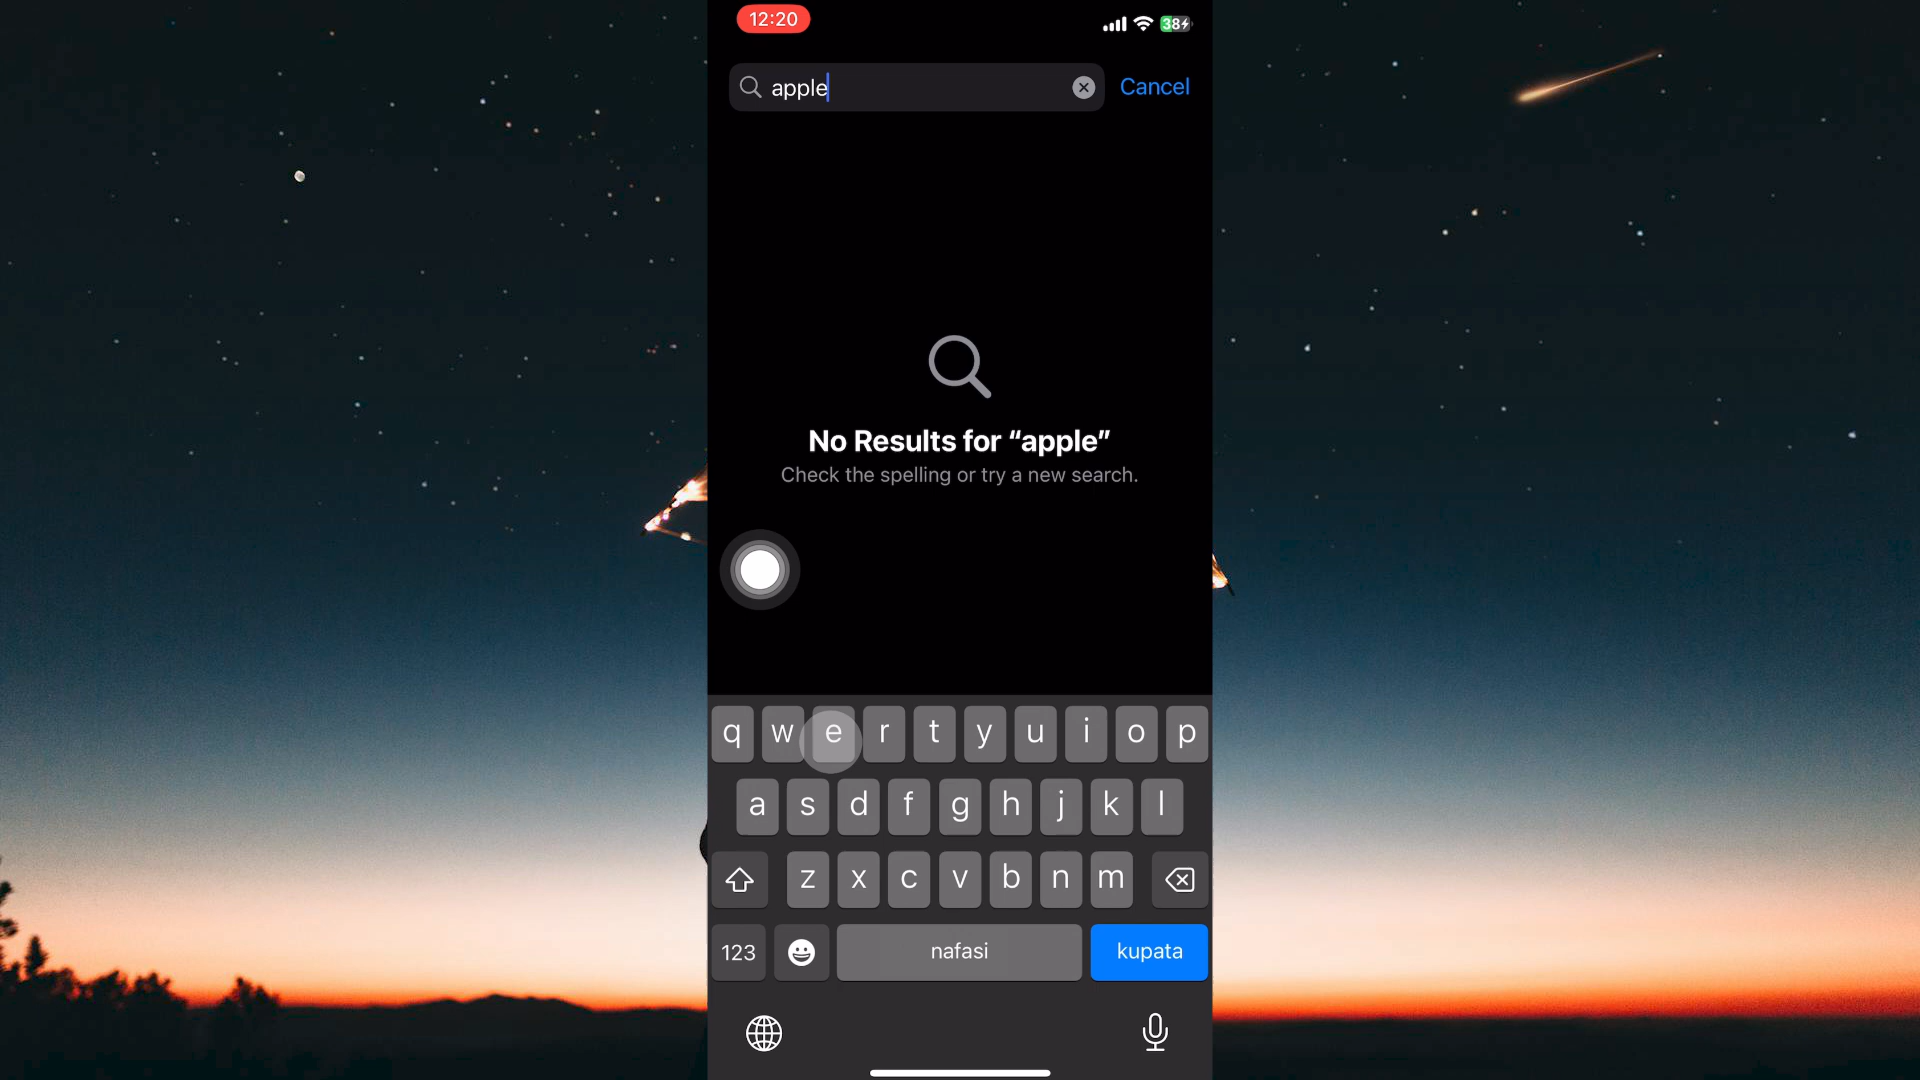 12:20
38
apple
Cancel
No Results for “apple”
Check the spelling or try a new search.
q w e r t y u i o p
a s d f g h j k l
z x c v b n m
123 nafasi kupata